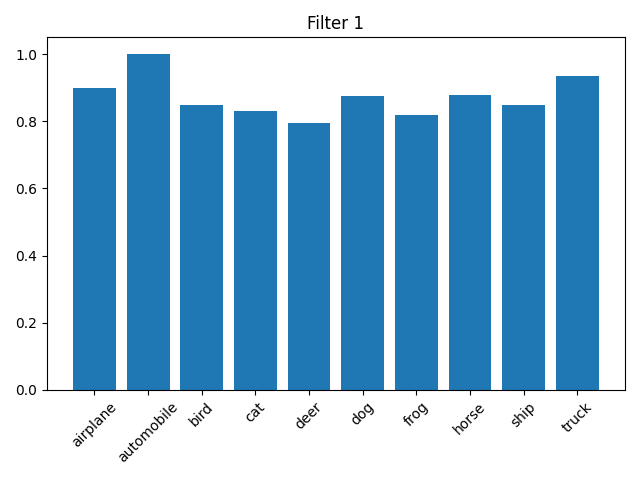 Filter 1
1.0
0.8
0.6
0.4
0.2
0.0
airplane
automobile
bird
cat
deer
dog
frog
horse
ship
truck